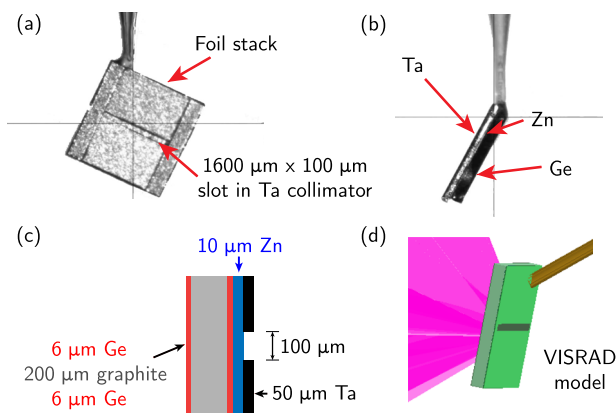 (a)
Foil stack
1600 μm x 100 μm
slot in Ta collimator
(b)
Ta
Zn
Ge
(c)
10 μm Zn
6 μm Ge
200 μm graphite
6 μm Ge
100 μm
50 μm Ta
(d)
VISRAD
model